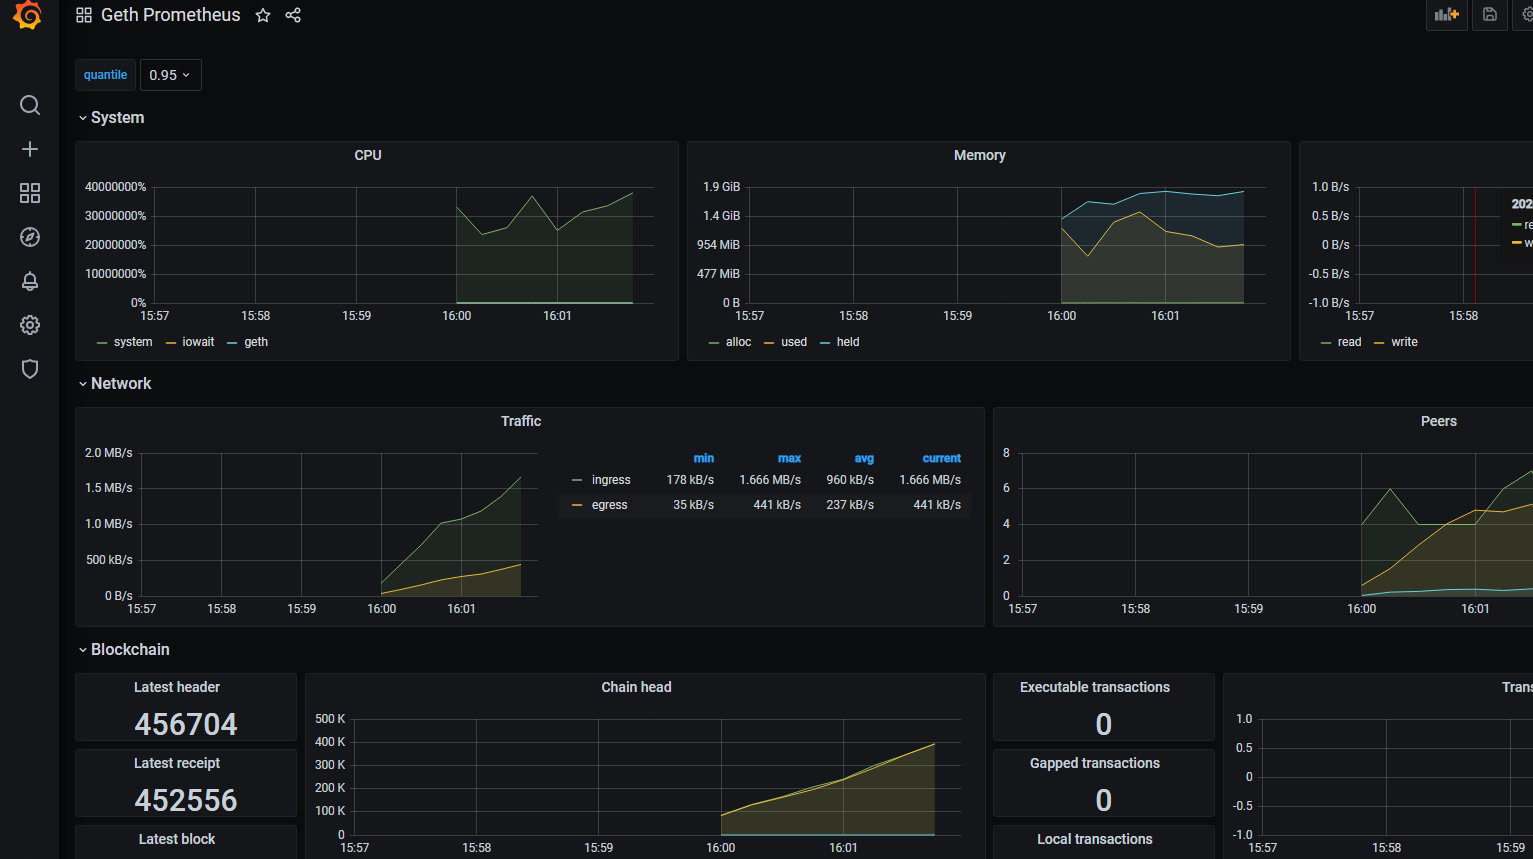 Geth Prometheus
quantile 0.95
System
CPU
40000000%
30000000%
20000000%
10000000%
0%
15:57 15:58 15:59 16:00 16:01
system iowait geth
Memory
1.9 GiB
1.4 GiB
954 MiB
477 MiB
0 B
15:57 15:58 15:59 16:00 16:01
alloc used held
1.0 B/s
0.5 B/s
0 B/s
-0.5 B/s
-1.0 B/s
15:57 15:58
read write
202
re
w
Network
Traffic
2.0 MB/s
1.5 MB/s
1.0 MB/s
500 kB/s
0 B/s
15:57 15:58 15:59 16:00 16:01
min max avg current
ingress 178 kB/s 1.666 MB/s 960 kB/s 1.666 MB/s
egress 35 kB/s 441 kB/s 237 kB/s 441 kB/s
Peers
8
6
4
2
0
15:57 15:58 15:59 16:00 16:01
Blockchain
Latest header
456704
Latest receipt
452556
Latest block
Chain head
500 K
400 K
300 K
200 K
100 K
0
15:57 15:58 15:59 16:00 16:01
Executable transactions
0
Gapped transactions
0
Local transactions
Trans
1.0
0.5
0
-0.5
-1.0
15:57 15:58 15:59